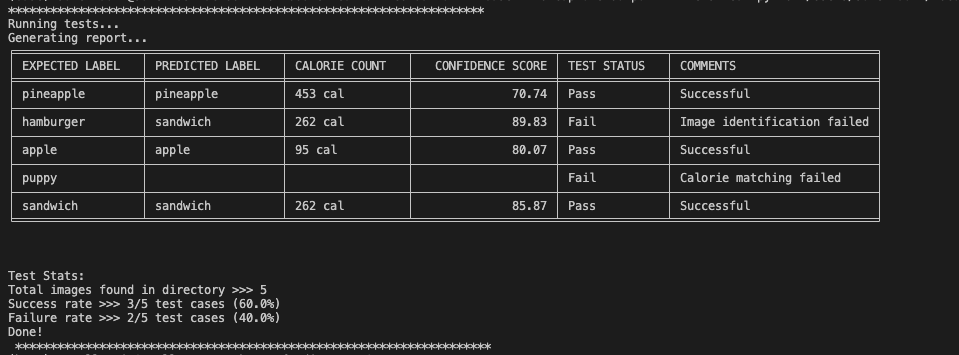 **********************************************************************
Running tests...
Generating report...
EXPECTED LABEL PREDICTED LABEL CALORIE COUNT CONFIDENCE SCORE TEST STATUS COMMENTS
pineapple pineapple 453 cal 70.74 Pass Successful
hamburger sandwich 262 cal 89.83 Fail Image identification failed
apple apple 95 cal 80.07 Pass Successful
puppy Fail Calorie matching failed
sandwich sandwich 262 cal 85.87 Pass Successful
Test Stats:
Total images found in directory >>> 5
Success rate >>> 3/5 test cases (60.0%)
Failure rate >>> 2/5 test cases (40.0%)
Done!
**********************************************************************